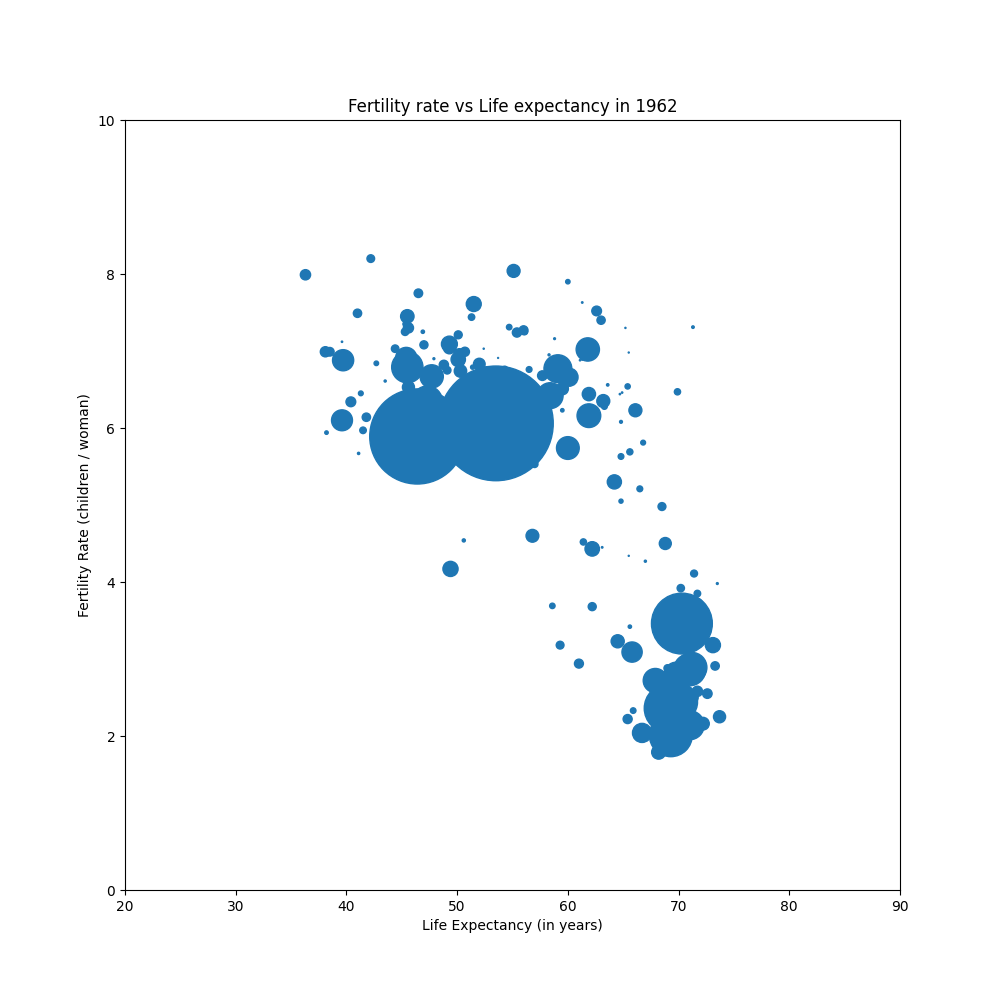 Fertility rate vs Life expectancy in 1962
10
8
6
4
2
0
Fertility Rate (children / woman)
20 30 40 50 60 70 80 90
Life Expectancy (in years)